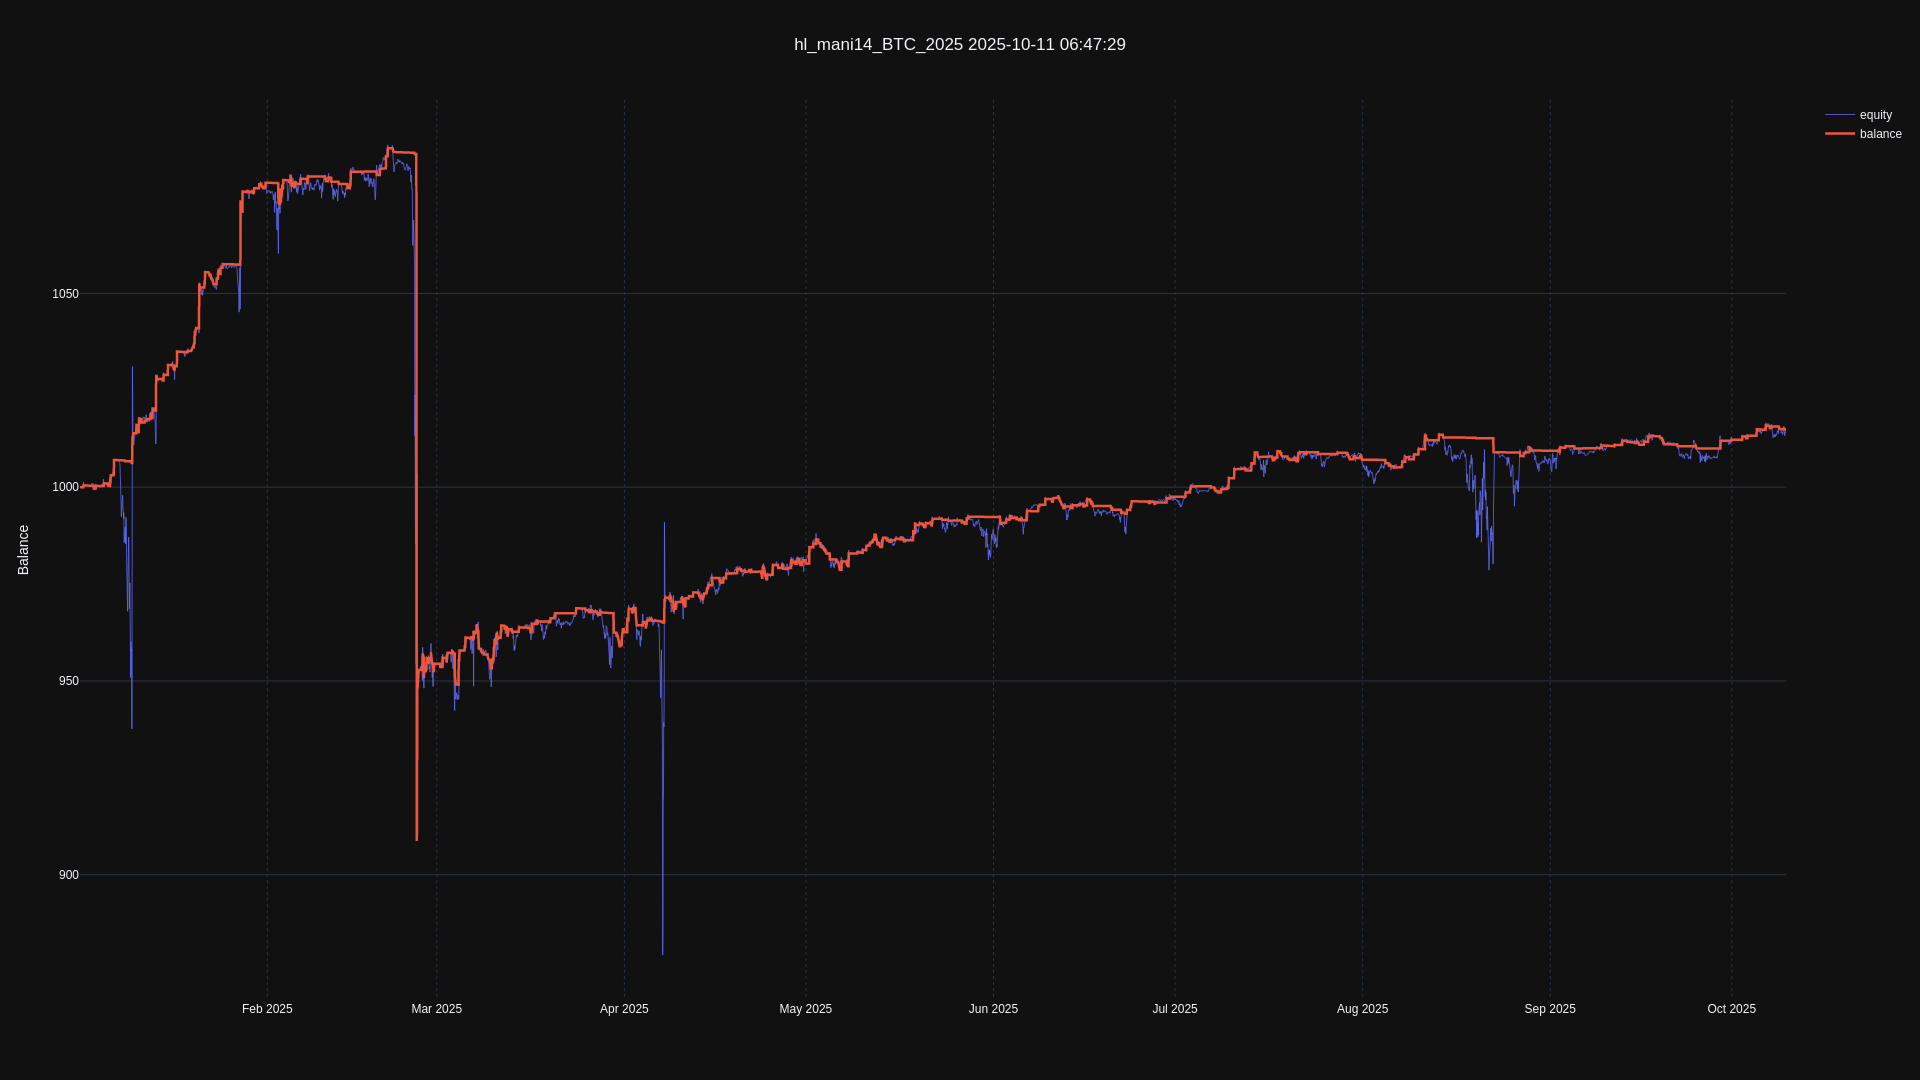 hl_mani14_BTC_2025 2025-10-11 06:47:29
equity
balance
1050
1000
950
900
Balance
Feb 2025
Mar 2025
Apr 2025
May 2025
Jun 2025
Jul 2025
Aug 2025
Sep 2025
Oct 2025